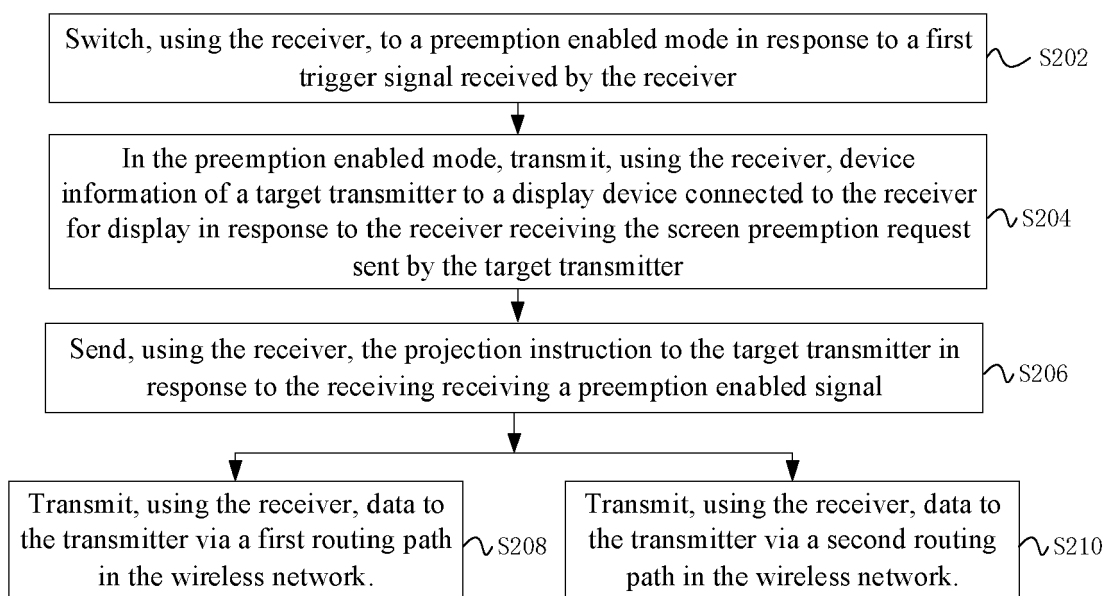 Switch, using the receiver, to a preemption enabled mode in response to a first
trigger signal received by the receiver
S202
In the preemption enabled mode, transmit, using the receiver, device
information of a target transmitter to a display device connected to the receiver
for display in response to the receiver receiving the screen preemption request
sent by the target transmitter
S204
Send, using the receiver, the projection instruction to the target transmitter in
response to the receiving receiving a preemption enabled signal
S206
Transmit, using the receiver, data to
the transmitter via a first routing path
in the wireless network.
S208
Transmit, using the receiver, data to
the transmitter via a second routing
path in the wireless network.
S210